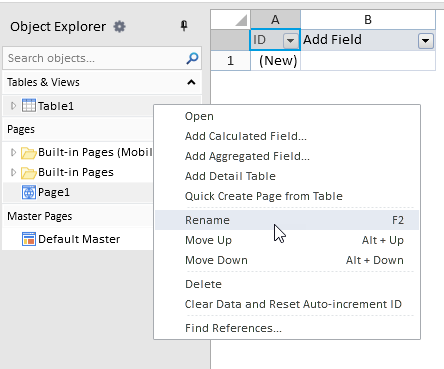 Object Explorer
Search objects...
Tables & Views
Table1
Pages
Built-in Pages (Mobil
Built-in Pages
Page1
Master Pages
Default Master
A B
ID Add Field
1 (New)
Open
Add Calculated Field...
Add Aggregated Field...
Add Detail Table
Quick Create Page from Table
Rename F2
Move Up Alt + Up
Move Down Alt + Down
Delete
Clear Data and Reset Auto-increment ID
Find References...